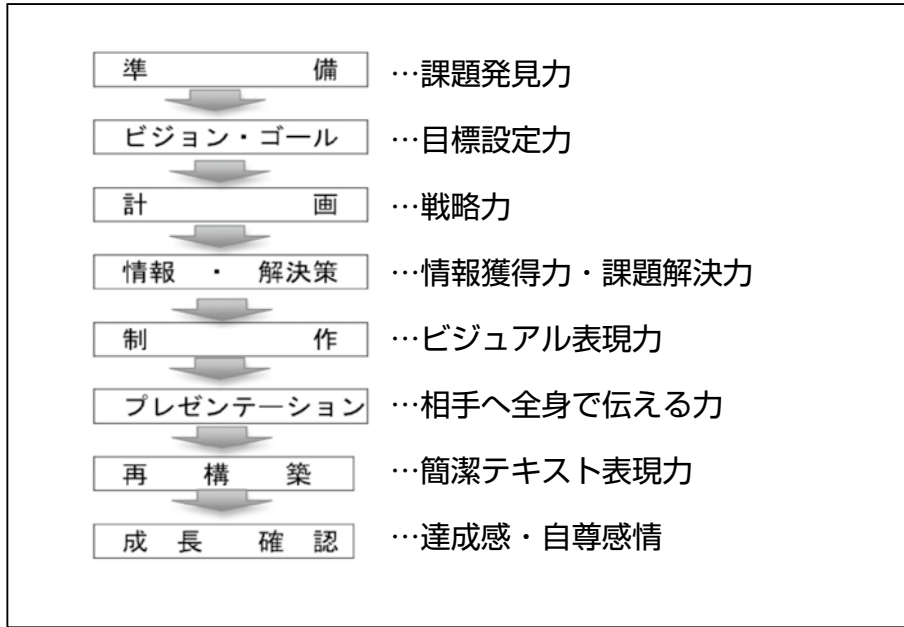 準備 …課題発見力
ビジョン・ゴール …目標設定力
計画 …戦略力
情報・解決策 …情報獲得力・課題解決力
制作 …ビジュアル表現力
プレゼンテーション …相手へ全身で伝える力
再構築 …簡潔テキスト表現力
成長確認 …達成感・自尊感情